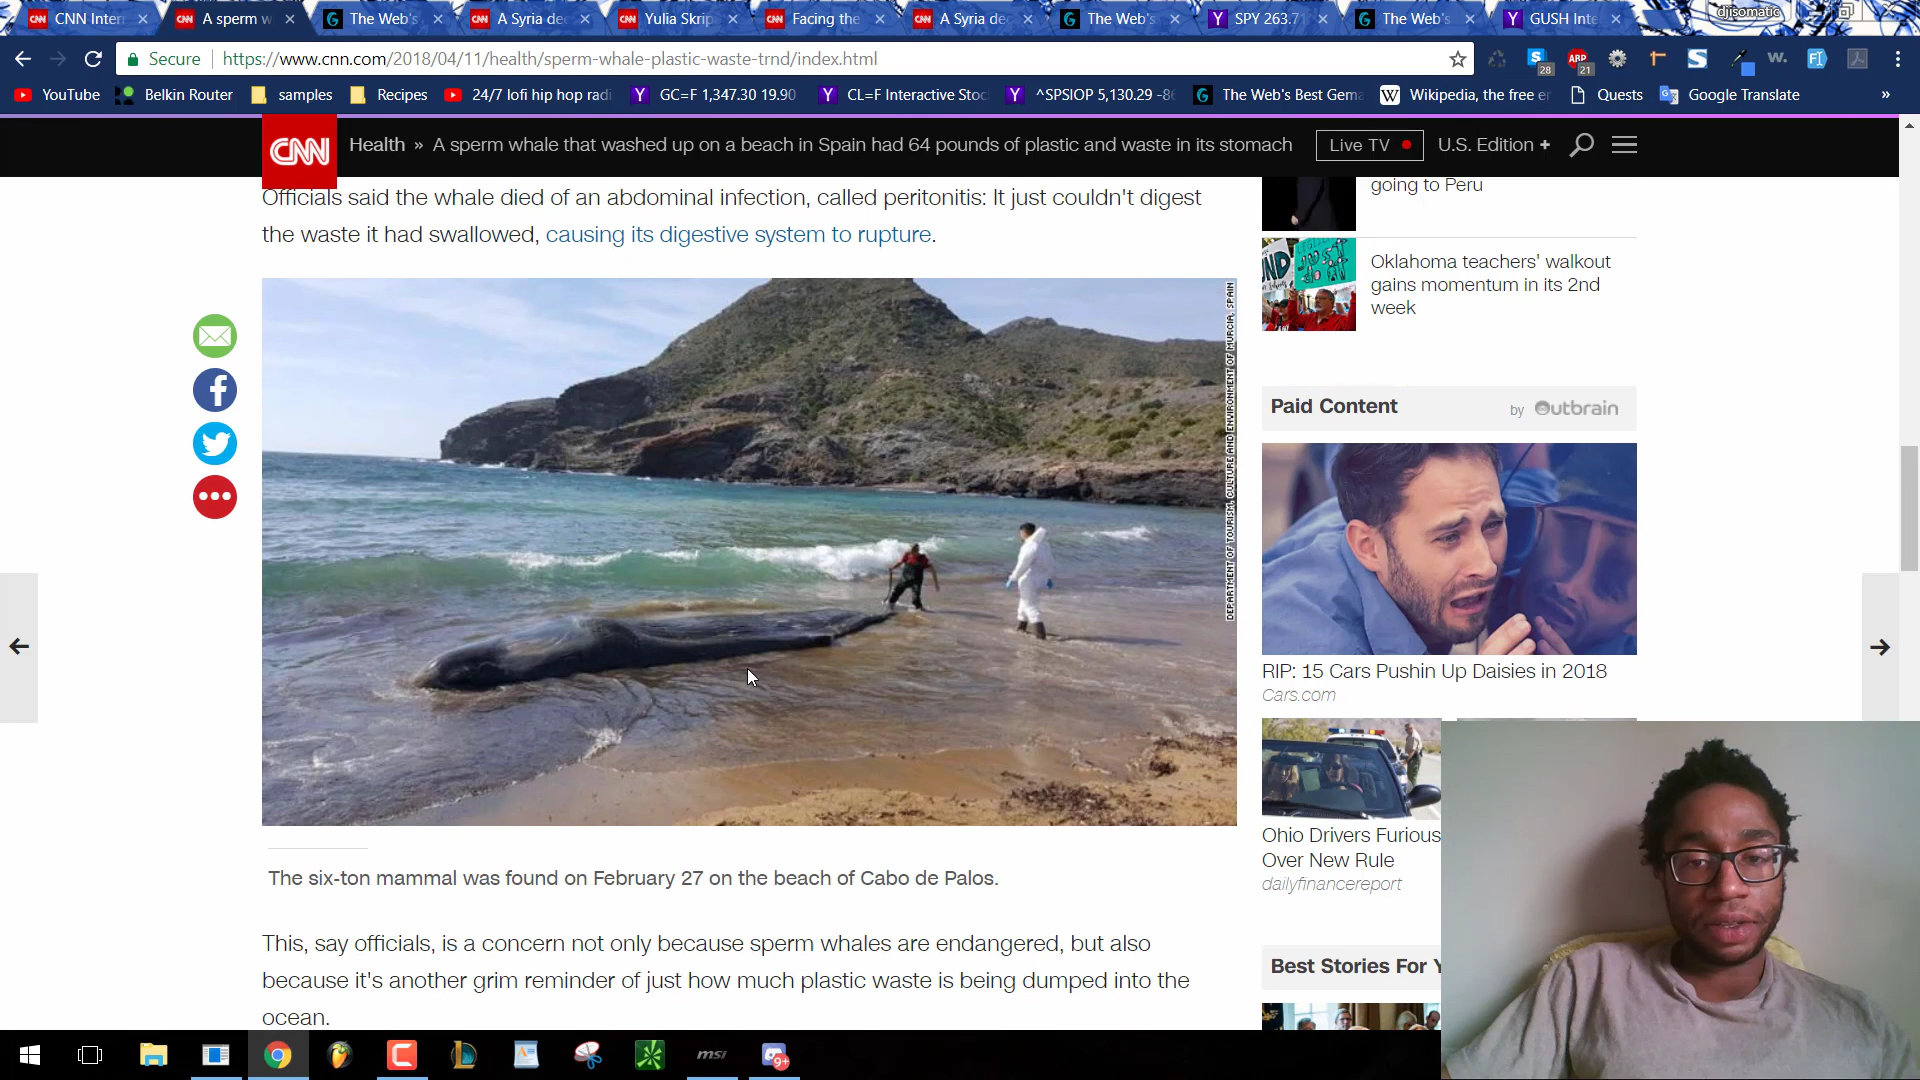 CNN Inter
A sperm w
The Web's
A Syria de
Yulia Skrip
Facing the
A Syria de
The Web's
SPY 263.71
The Web's
GUSH Inte
djisomatic
Secure
https://www.cnn.com/2018/04/11/health/sperm-whale-plastic-waste-trnd/index.html
28
ABP
21
W.
YouTube
Belkin Router
samples
Recipes
24/7 lofi hip hop radi
GC=F 1,347.30 19.90
CL=F Interactive Stoc
^SPSIOP 5,130.29 -8
The Web's Best Gema
Wikipedia, the free e
Quests
Google Translate
»
CNN
Health » A sperm whale that washed up on a beach in Spain had 64 pounds of plastic and waste in its stomach
Live TV
U.S. Edition +
Officials said the whale died of an abdominal infection, called peritonitis: It just couldn't digest
the waste it had swallowed, causing its digestive system to rupture.
DEPARTMENT OF TOURISM, CULTURE AND ENVIRONMENT OF MURCIA, SPAIN
The six-ton mammal was found on February 27 on the beach of Cabo de Palos.
This, say officials, is a concern not only because sperm whales are endangered, but also
because it's another grim reminder of just how much plastic waste is being dumped into the
ocean.
going to Peru
Oklahoma teachers' walkout
gains momentum in its 2nd
week
Paid Content
by Outbrain
RIP: 15 Cars Pushin Up Daisies in 2018
Cars.com
Ohio Drivers Furious
Over New Rule
dailyfinancereport
Best Stories For Y
msi
9+